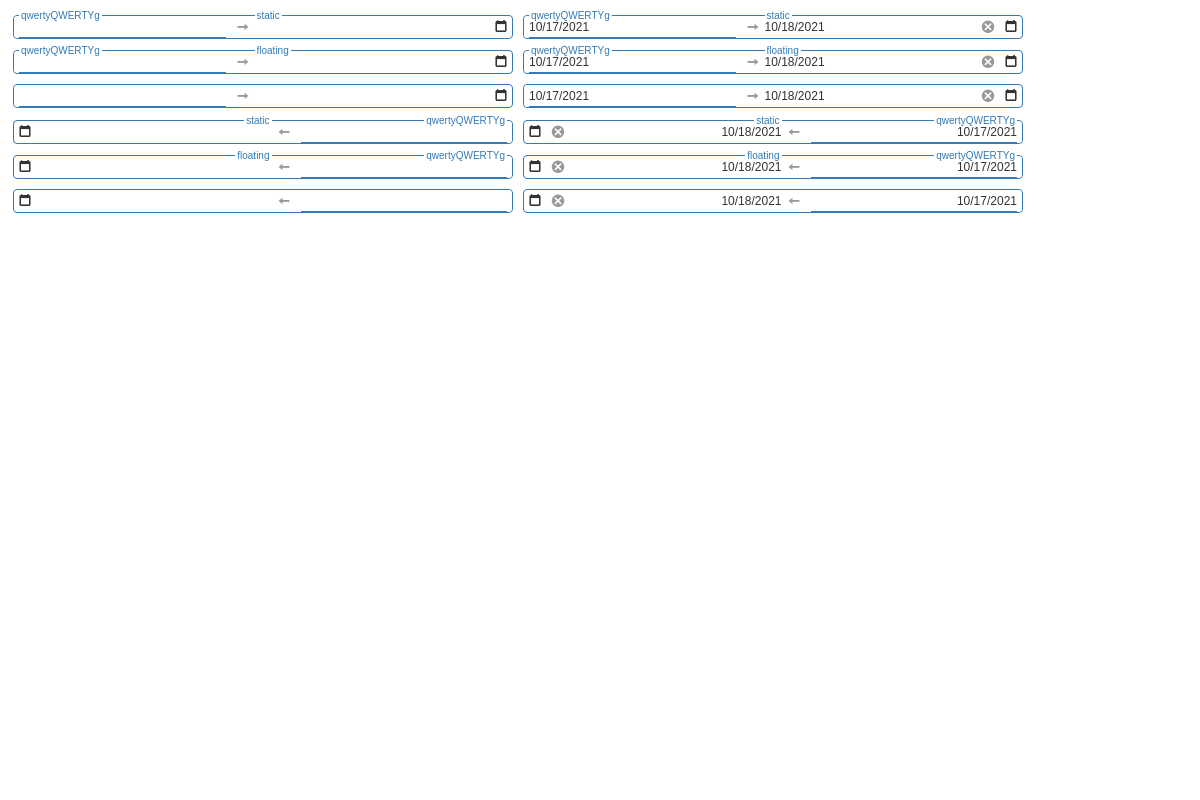 qwertyQWERTYg static qwertyQWERTYg static
10/17/2021 10/18/2021
qwertyQWERTYg floating qwertyQWERTYg floating
10/17/2021 10/18/2021
10/17/2021 10/18/2021
static qwertyQWERTYg static qwertyQWERTYg
10/18/2021 10/17/2021
floating qwertyQWERTYg floating qwertyQWERTYg
10/18/2021 10/17/2021
10/18/2021 10/17/2021